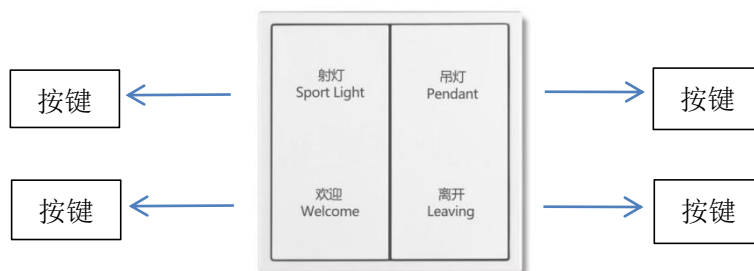 按键
射灯
Sport Light
吊灯
Pendant
按键
按键
欢迎
Welcome
离开
Leaving
按键